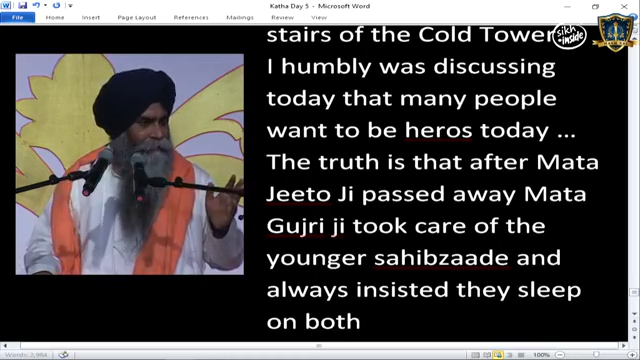 Katha Day 5 - Microsoft Word
File Home Insert Page Layout References Mailings Review View
stairs of the Cold Tower
sikh inside
I humbly was discussing
today that many people
want to be heros today ...
The truth is that after Mata
Jeeto Ji passed away Mata
Gujri ji took care of the
younger sahibzaade and
always insisted they sleep
on both
Words: 2,984
100%